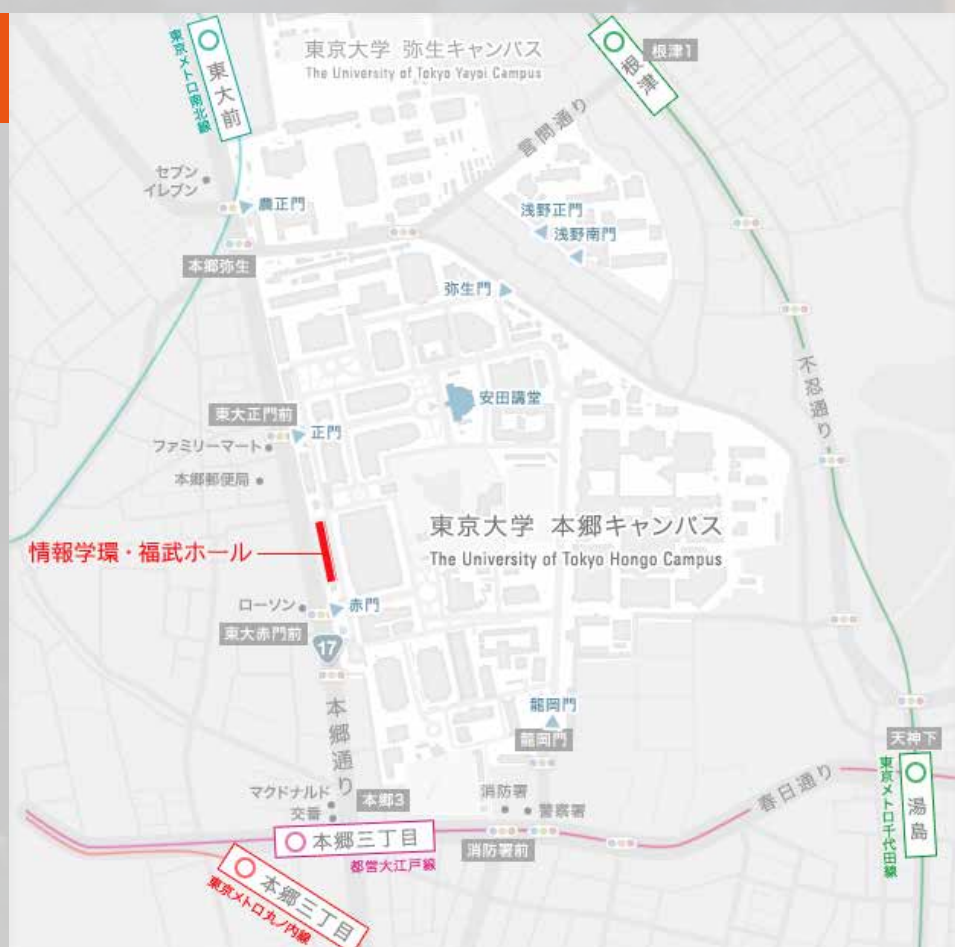 東京大学 弥生キャンパス
The University of Tokyo Yayoi Campus
東大前
東京メトロ南北線
根津
根津1
言問通り
セブン
イレブン
農正門
本郷弥生
浅野正門
浅野南門
弥生門
不忍通り
安田講堂
東大正門前
正門
ファミリーマート
本郷郵便局
東京大学 本郷キャンパス
The University of Tokyo Hongo Campus
情報学環・福武ホール
ローソン
赤門
東大赤門前
17
本郷通り
龍岡門
龍岡門
天神下
湯島
東京メトロ千代田線
春日通り
マクドナルド
交番
本郷3
消防署
警察署
本郷三丁目
都営大江戸線
消防署前
本郷三丁目
東京メトロ丸ノ内線